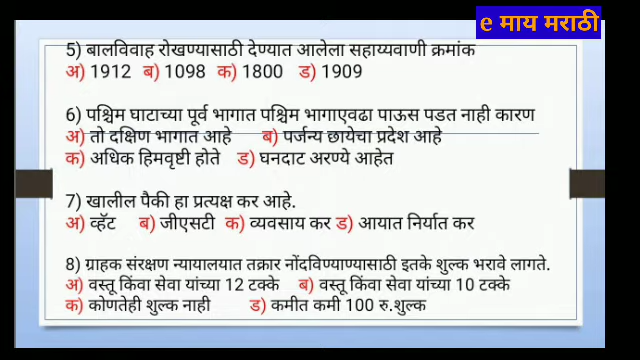 e माय मराठी
5) बालविवाह रोखण्यासाठी देण्यात आलेला सहाय्यवाणी क्रमांक
अ) 1912 ब) 1098 क) 1800 ड) 1909
6) पश्चिम घाटाच्या पूर्व भागात पश्चिम भागाएवढा पाऊस पडत नाही कारण
अ) तो दक्षिण भागात आहे ब) पर्जन्य छायेचा प्रदेश आहे
क) अधिक हिमवृष्टी होते ड) घनदाट अरण्ये आहेत
7) खालील पैकी हा प्रत्यक्ष कर आहे.
अ) व्हॅट ब) जीएसटी क) व्यवसाय कर ड) आयात निर्यात कर
8) ग्राहक संरक्षण न्यायालयात तक्रार नोंदविण्याण्यासाठी इतके शुल्क भरावे लागते.
अ) वस्तू किंवा सेवा यांच्या 12 टक्के ब) वस्तू किंवा सेवा यांच्या 10 टक्के
क) कोणतेही शुल्क नाही ड) कमीत कमी 100 रु.शुल्क